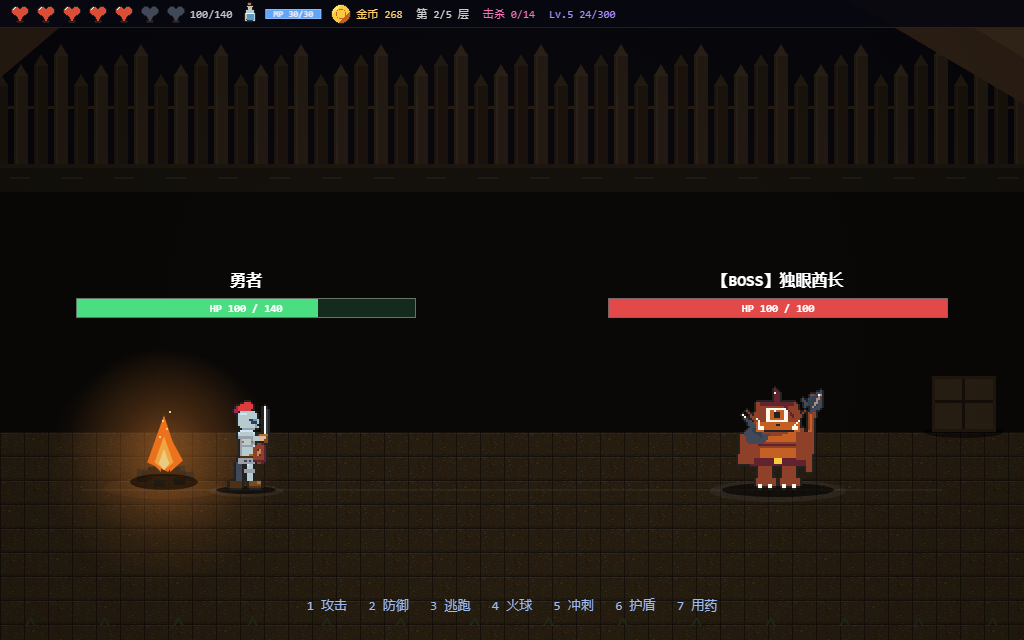 100/140 MP 30/30 金币 268 第 2/5 层 击杀 0/14 Lv.5 24/300
勇者 【BOSS】独眼酋长
HP 100 / 140 HP 100 / 100
1 攻击 2 防御 3 逃跑 4 火球 5 冲刺 6 护盾 7 用药